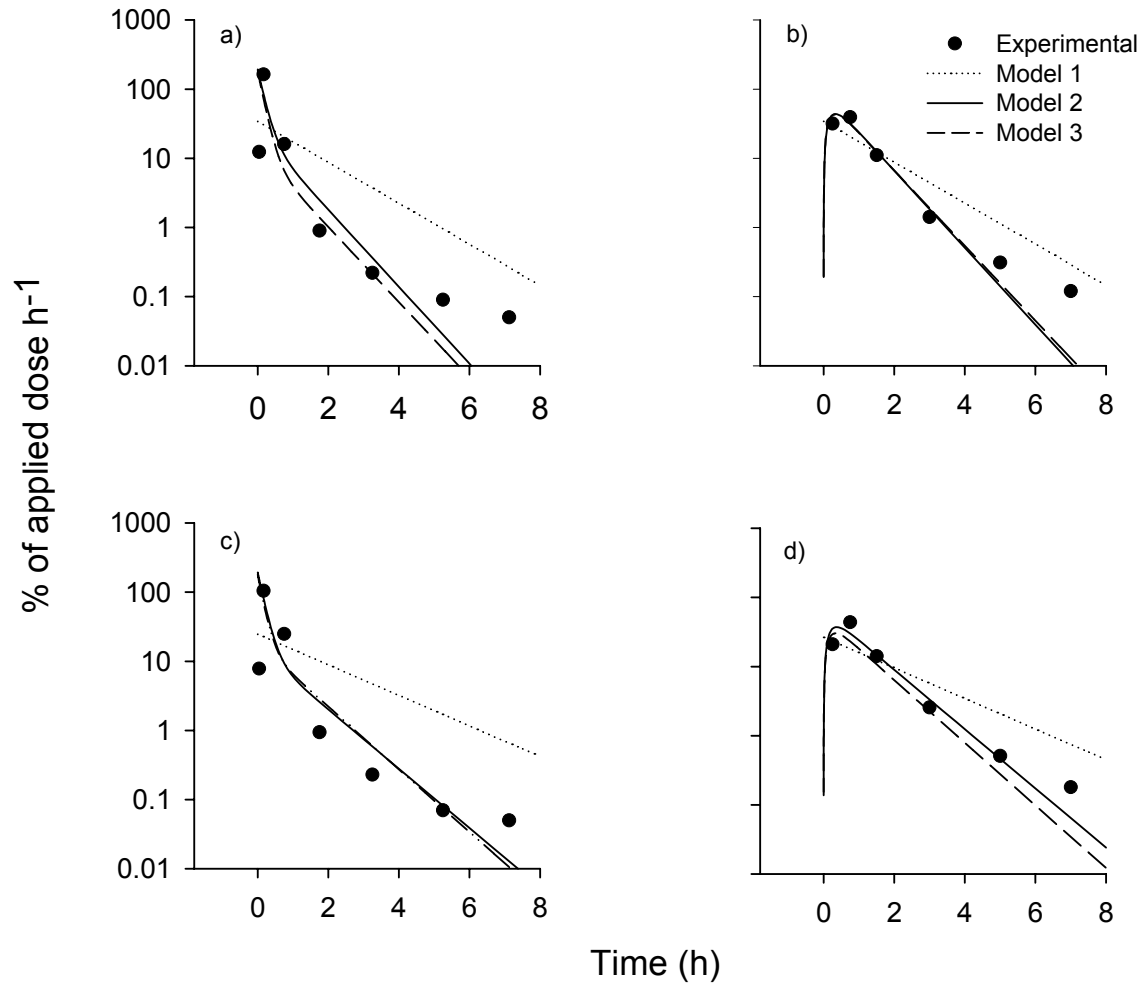 % of applied dose h-1
a)
1000
100
10
1
0.1
0.01
0 2 4 6 8
b)
Experimental
Model 1
Model 2
Model 3
0 2 4 6 8
c)
1000
100
10
1
0.1
0.01
0 2 4 6 8
d)
0 2 4 6 8
Time (h)